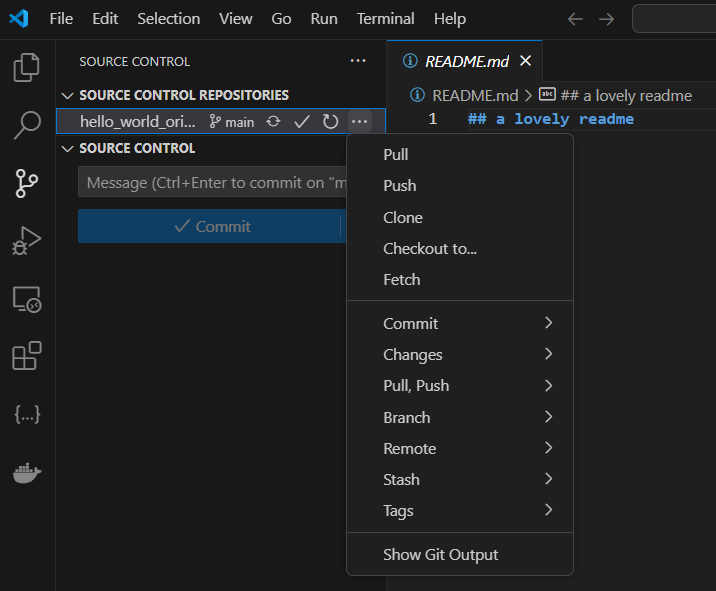 File Edit Selection View Go Run Terminal Help
SOURCE CONTROL ...
README.md
SOURCE CONTROL REPOSITORIES
README.md > abc ## a lovely readme
hello_world_ori... main ...
1 ## a lovely readme
SOURCE CONTROL
Message (Ctrl+Enter to commit on "m
Commit
Pull
Push
Clone
Checkout to...
Fetch
Commit
Changes
Pull, Push
Branch
Remote
Stash
Tags
Show Git Output
{...}